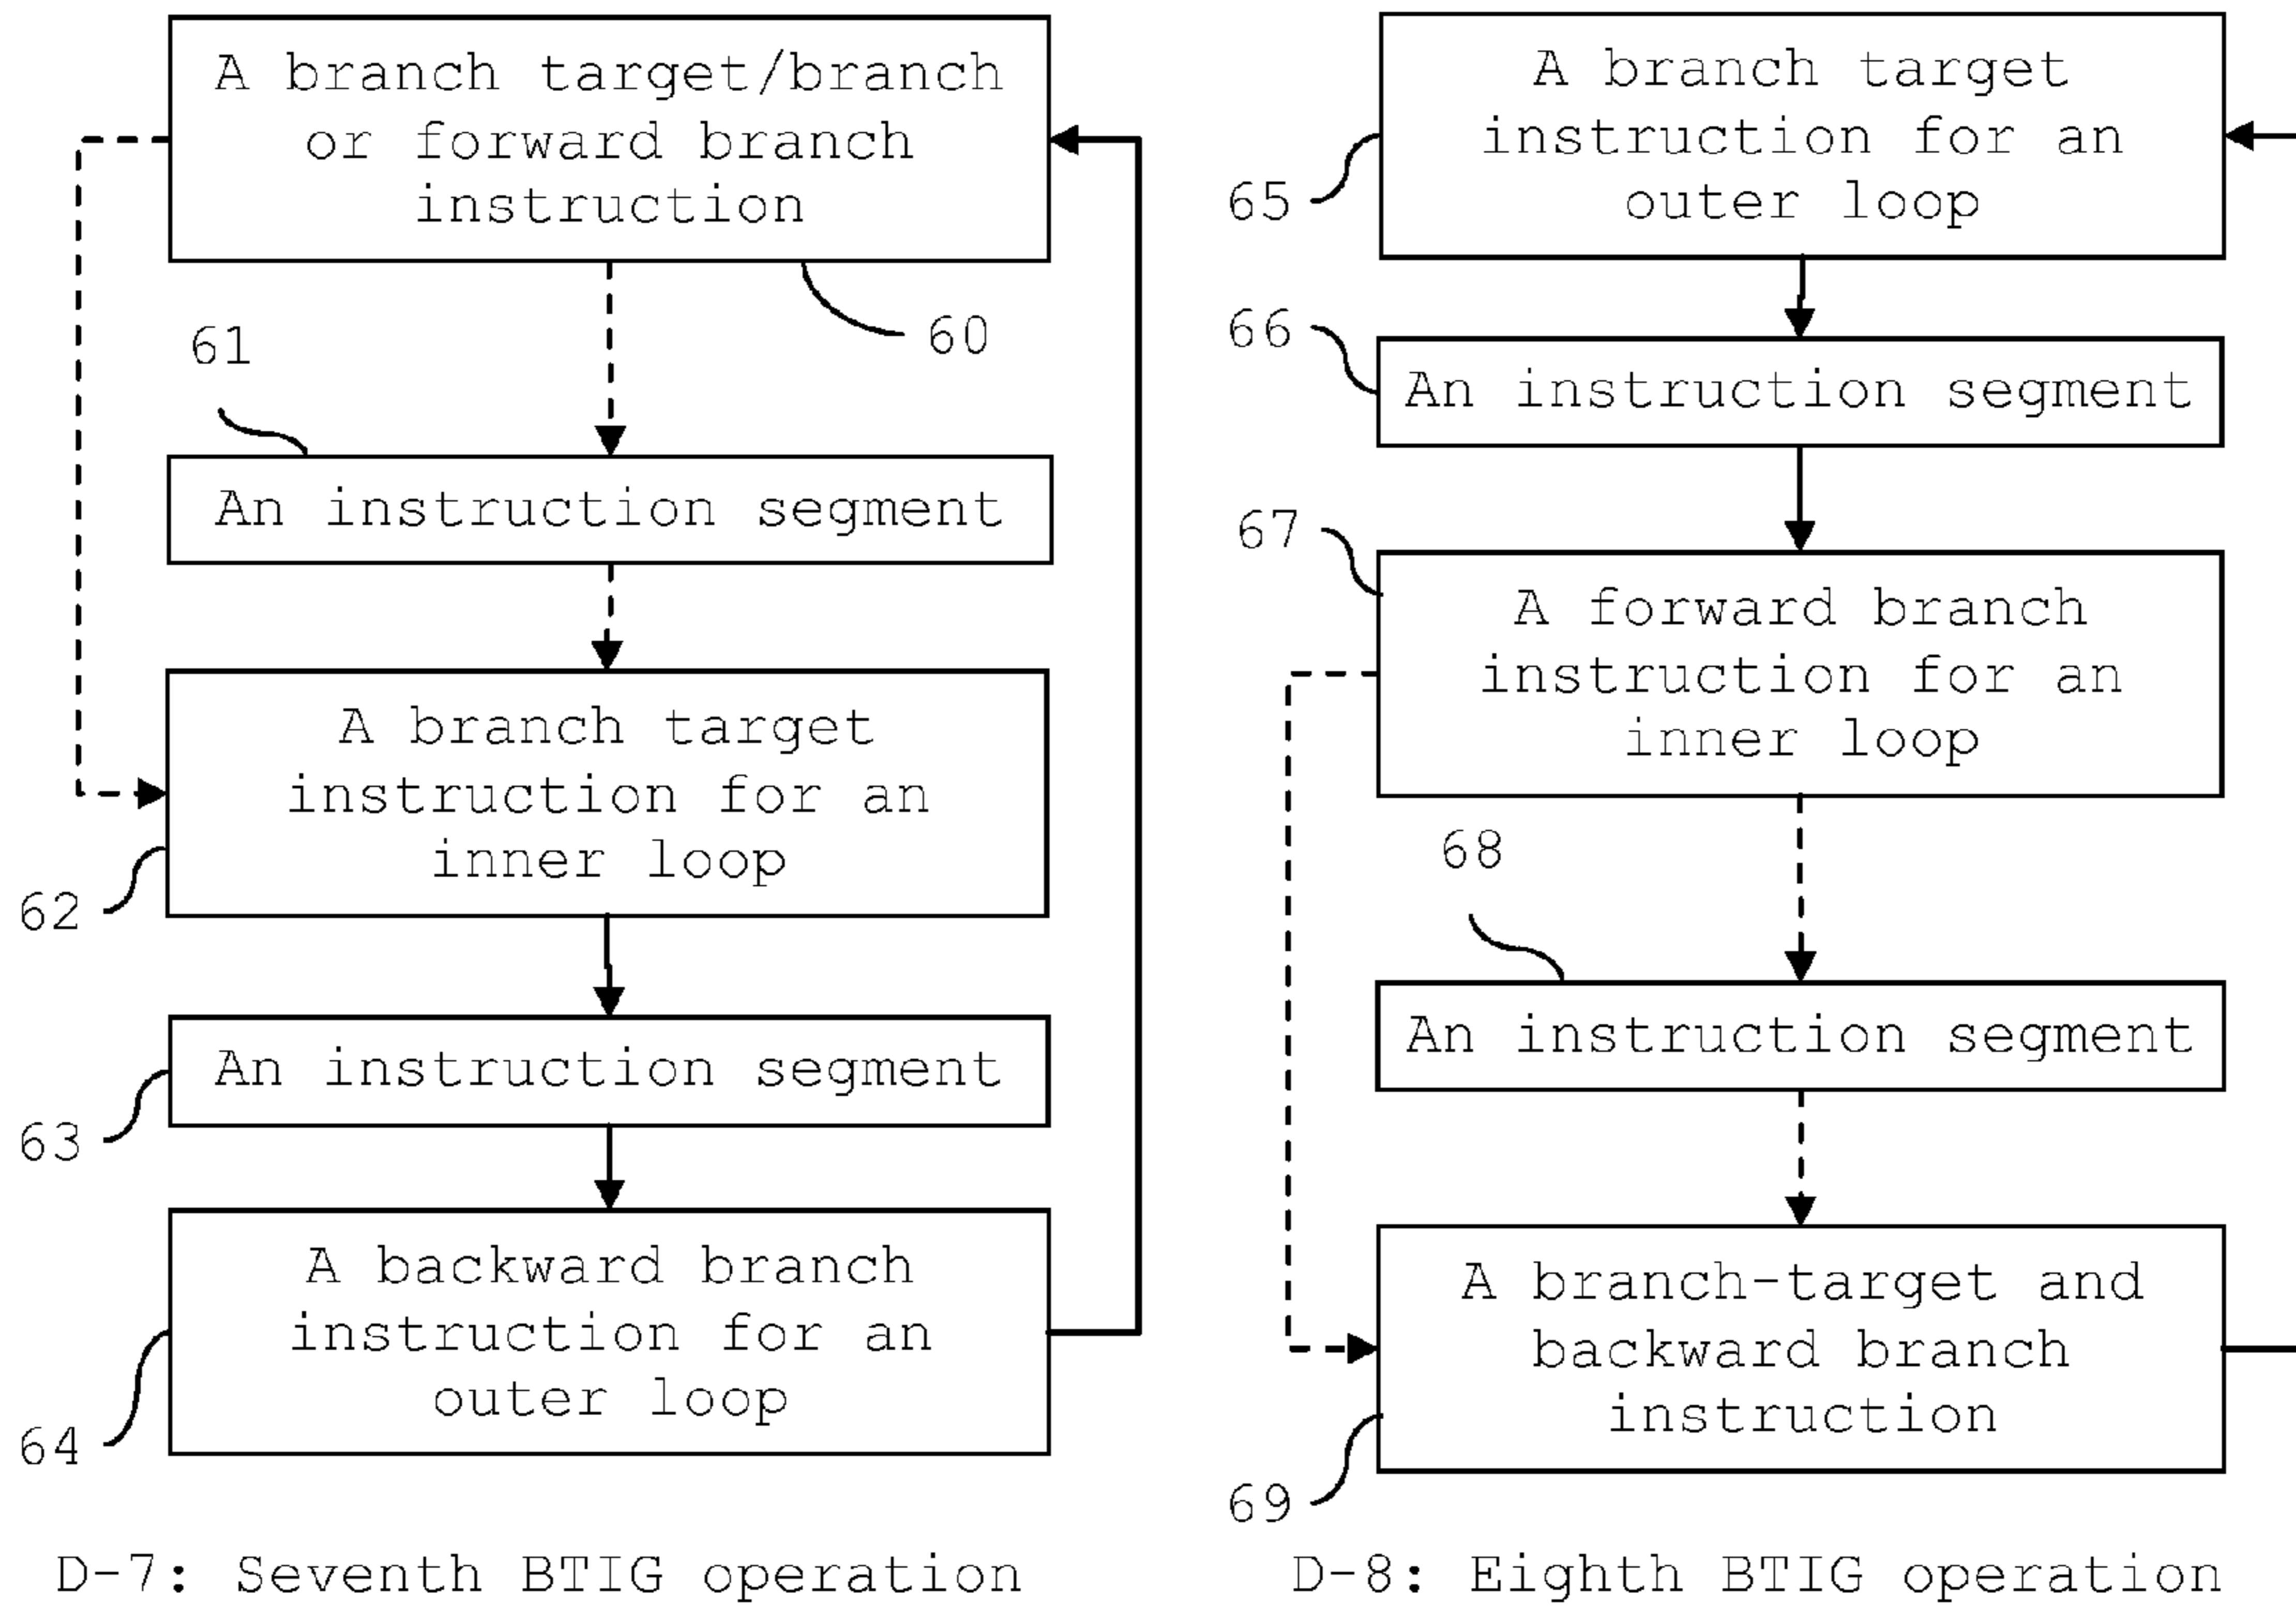 A branch target/branch
or forward branch
instruction
60
61
An instruction segment
A branch target
instruction for an
inner loop
62
An instruction segment
63
A backward branch
instruction for an
outer loop
64
D-7: Seventh BTIG operation
A branch target
instruction for an
outer loop
65
66
An instruction segment
67
A forward branch
instruction for an
inner loop
68
An instruction segment
A branch-target and
backward branch
instruction
69
D-8: Eighth BTIG operation